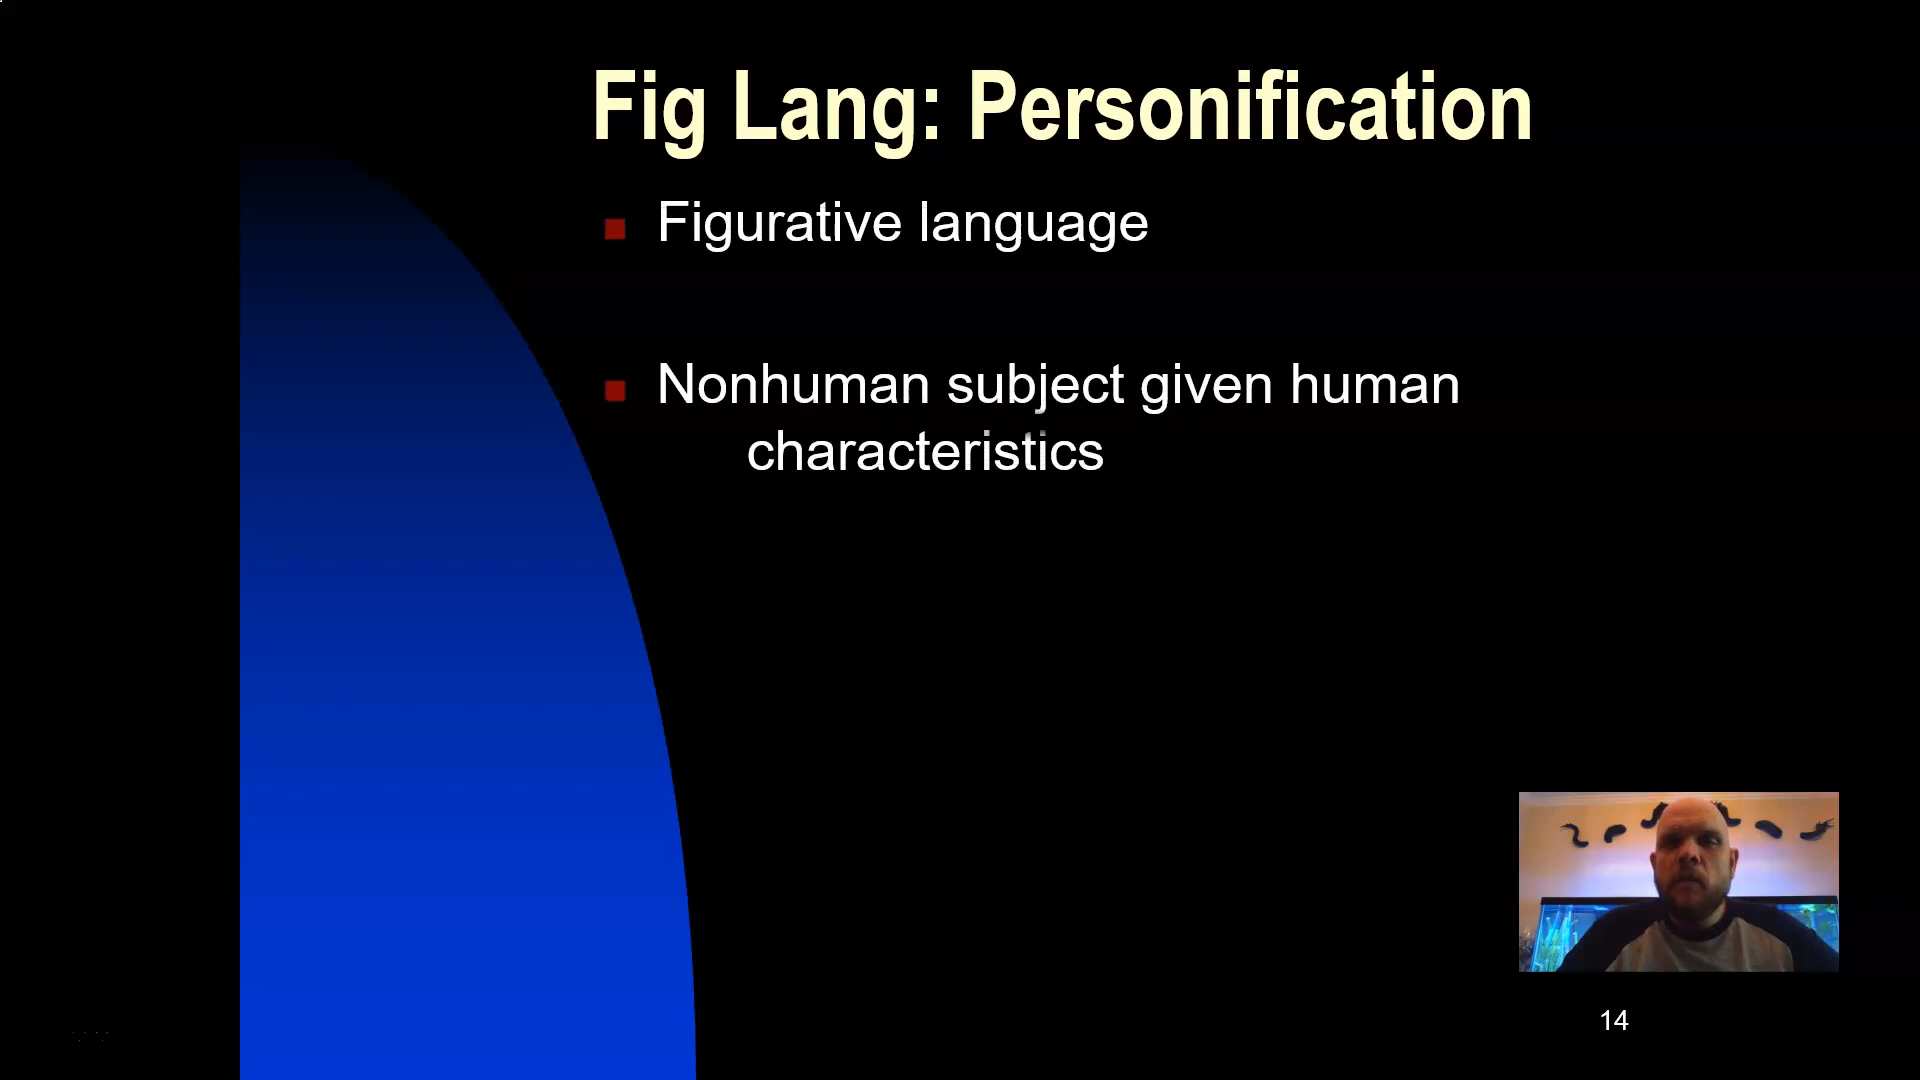 Fig Lang: Personification
Figurative language
Nonhuman subject given human
characteristics
14